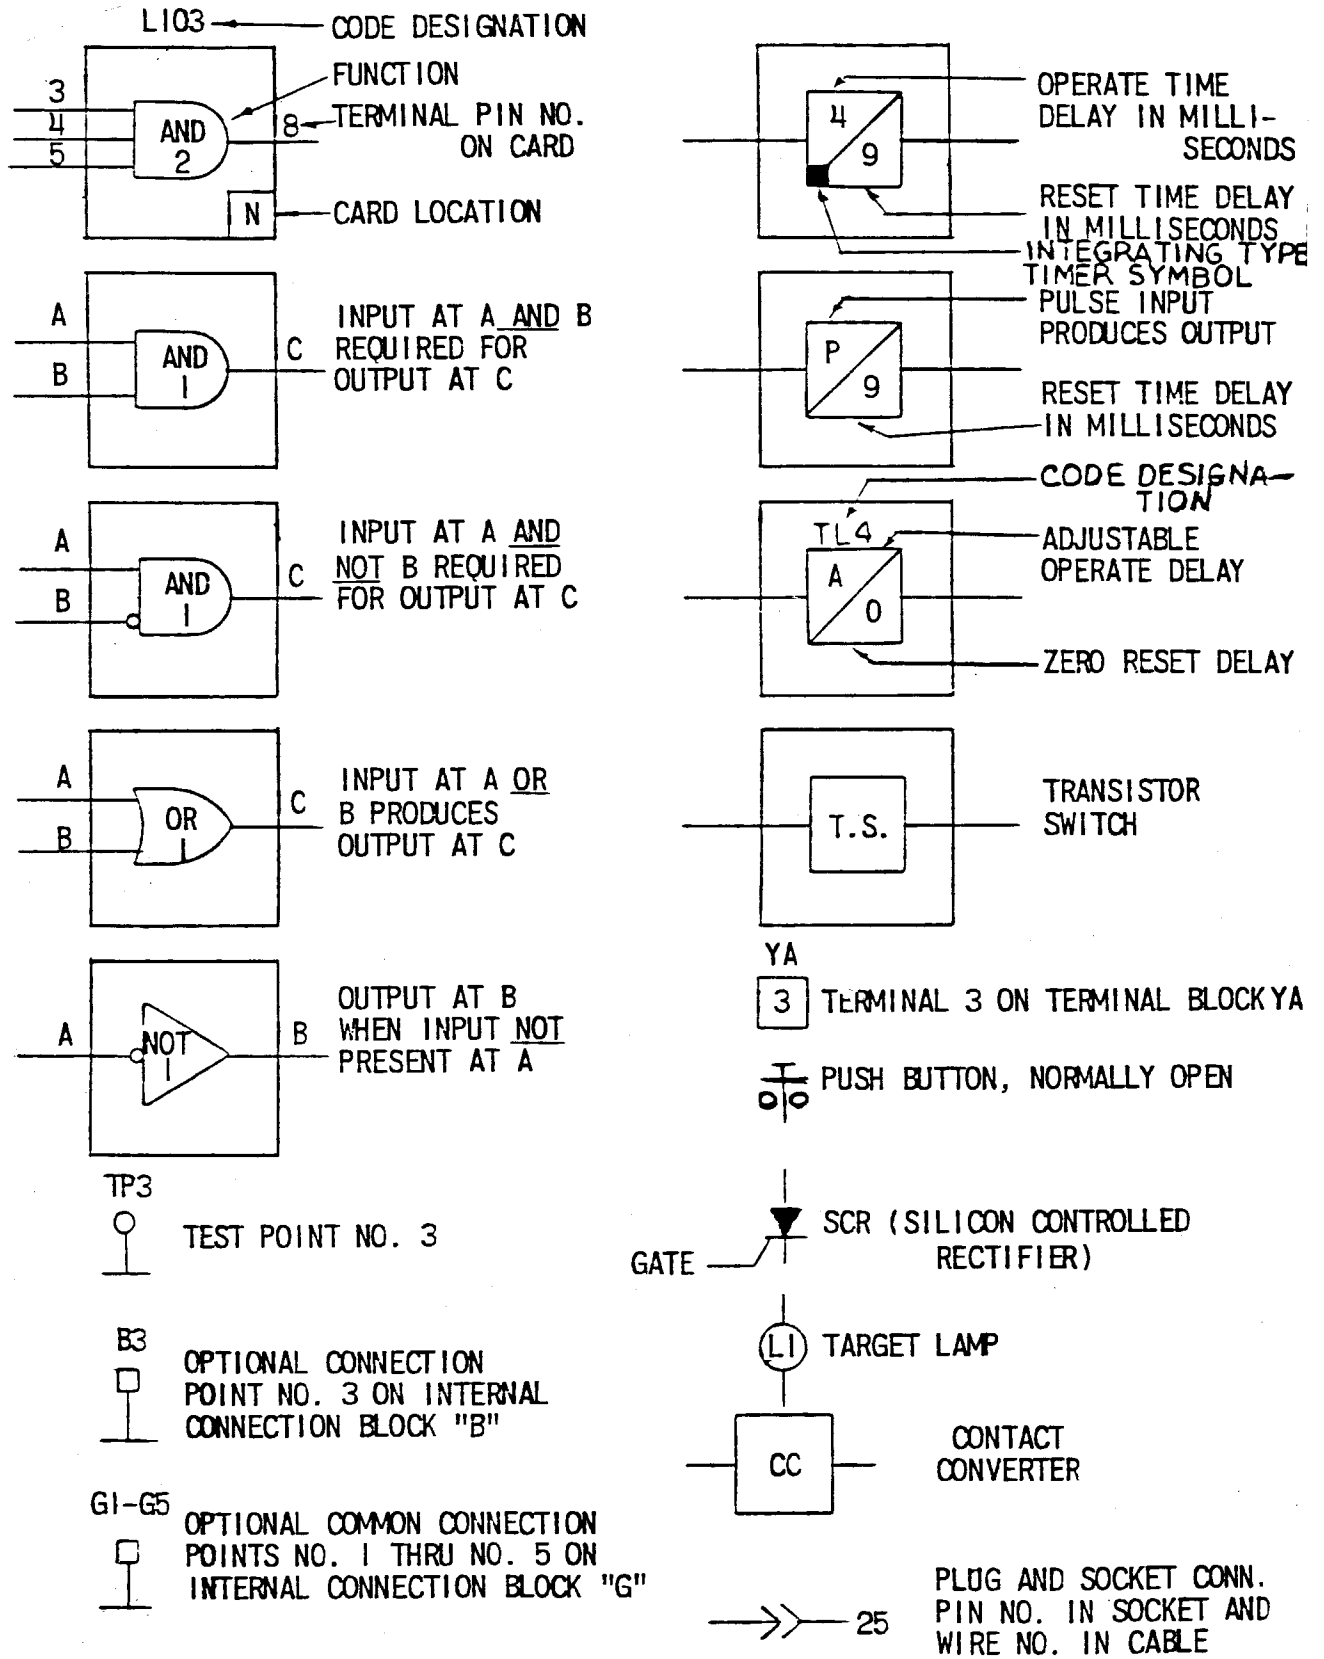 L103
CODE DESIGNATION
FUNCTION
3
4
5
AND
2
8
TERMINAL PIN NO.
ON CARD
N
CARD LOCATION
A
B
AND
1
C
INPUT AT A AND B
REQUIRED FOR
OUTPUT AT C
A
B
AND
1
C
INPUT AT A AND
NOT B REQUIRED
FOR OUTPUT AT C
A
B
OR
1
C
INPUT AT A OR
B PRODUCES
OUTPUT AT C
A
NOT
1
B
OUTPUT AT B
WHEN INPUT NOT
PRESENT AT A
TP3
TEST POINT NO. 3
B3
OPTIONAL CONNECTION
POINT NO. 3 ON INTERNAL
CONNECTION BLOCK "B"
G1-G5
OPTIONAL COMMON CONNECTION
POINTS NO. 1 THRU NO. 5 ON
INTERNAL CONNECTION BLOCK "G"
4
9
OPERATE TIME
DELAY IN MILLI-
SECONDS
RESET TIME DELAY
IN MILLISECONDS
INTEGRATING TYPE
TIMER SYMBOL
P
9
PULSE INPUT
PRODUCES OUTPUT
RESET TIME DELAY
IN MILLISECONDS
CODE DESIGNA-
TION
TL4
A
0
ADJUSTABLE
OPERATE DELAY
ZERO RESET DELAY
T.S.
TRANSISTOR
SWITCH
YA
3
TERMINAL 3 ON TERMINAL BLOCK YA
PUSH BUTTON, NORMALLY OPEN
GATE
SCR (SILICON CONTROLLED
RECTIFIER)
L1
TARGET LAMP
CC
CONTACT
CONVERTER
25
PLUG AND SOCKET CONN.
PIN NO. IN SOCKET AND
WIRE NO. IN CABLE